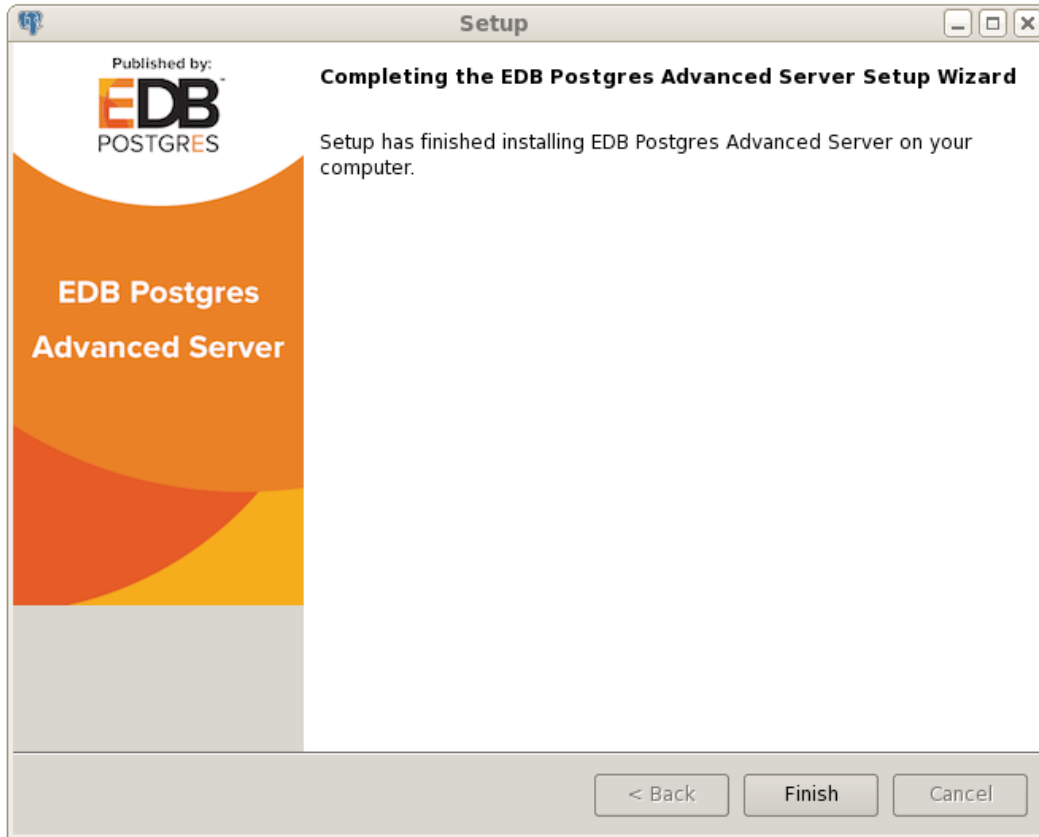 Setup
Published by:
EDB™
POSTGRES
EDB Postgres
Advanced Server
Completing the EDB Postgres Advanced Server Setup Wizard
Setup has finished installing EDB Postgres Advanced Server on your
computer.
< Back
Finish
Cancel